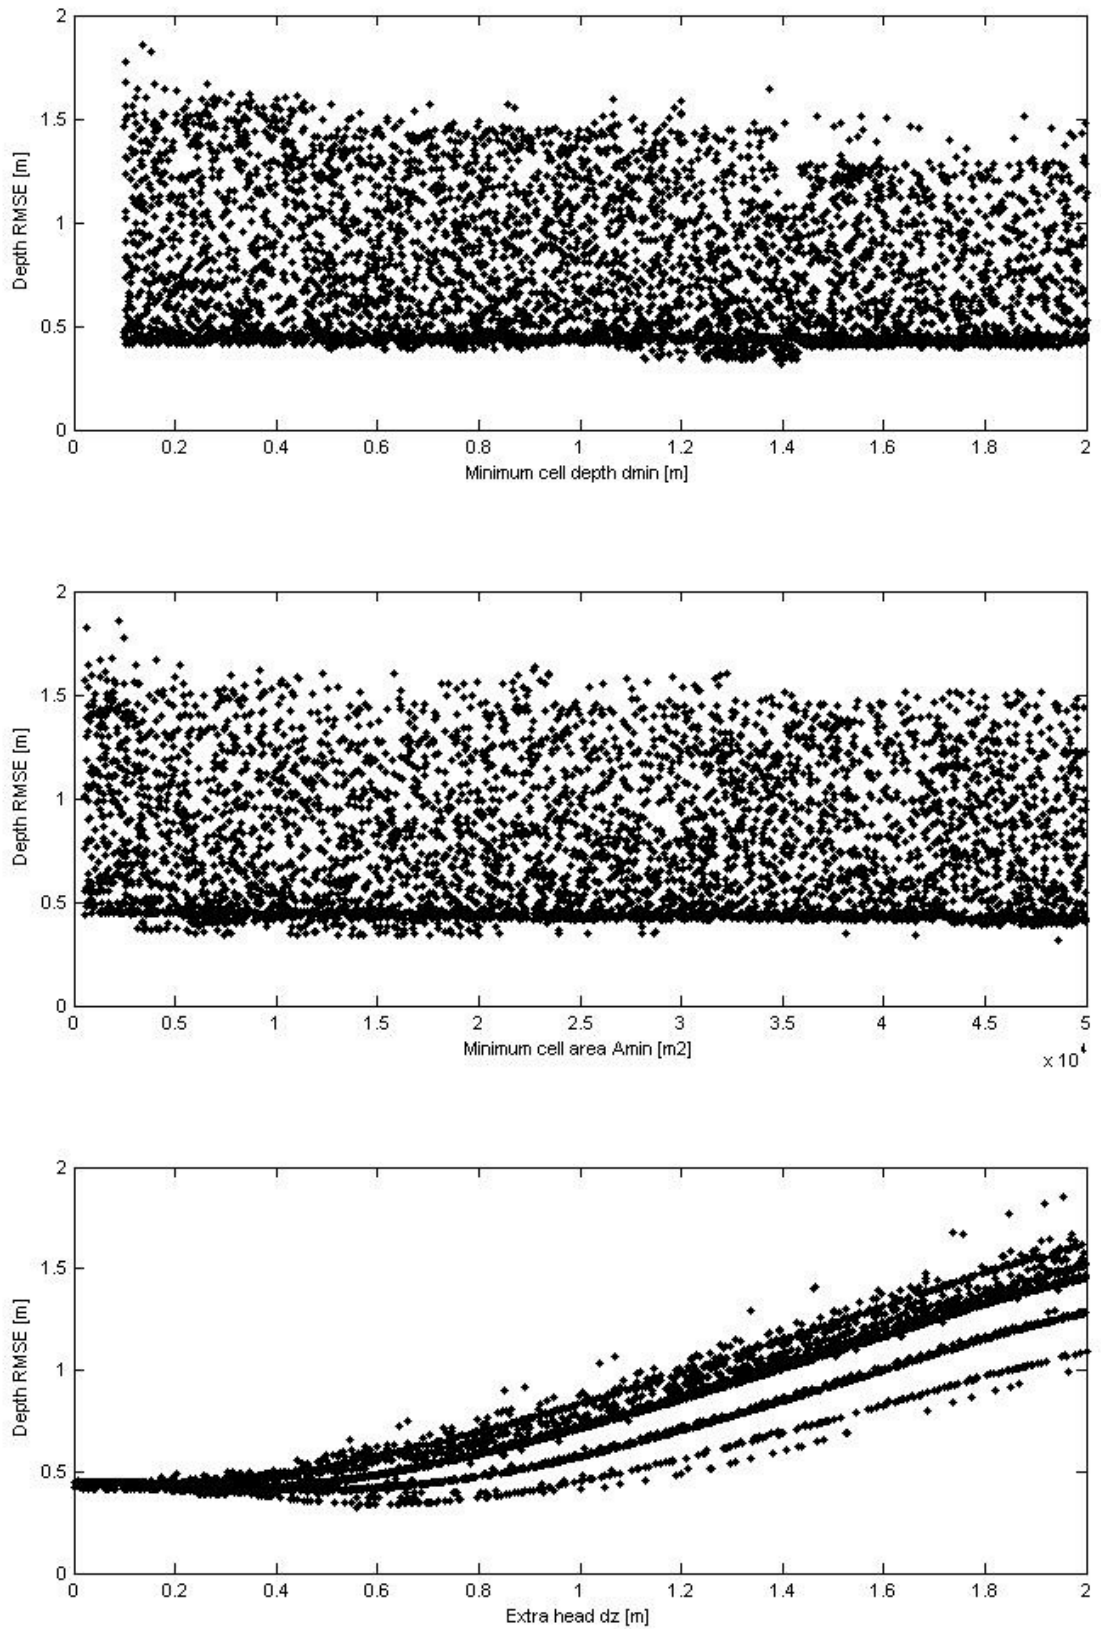 2
1.5
1
0.5
0
Depth RMSE [m]
0 0.2 0.4 0.6 0.8 1 1.2 1.4 1.6 1.8 2
Minimum cell depth dmin [m]
2
1.5
1
0.5
0
Depth RMSE [m]
0 0.5 1 1.5 2 2.5 3 3.5 4 4.5 5
Minimum cell area Amin [m2]
x 10⁴
2
1.5
1
0.5
0
Depth RMSE [m]
0 0.2 0.4 0.6 0.8 1 1.2 1.4 1.6 1.8 2
Extra head dz [m]